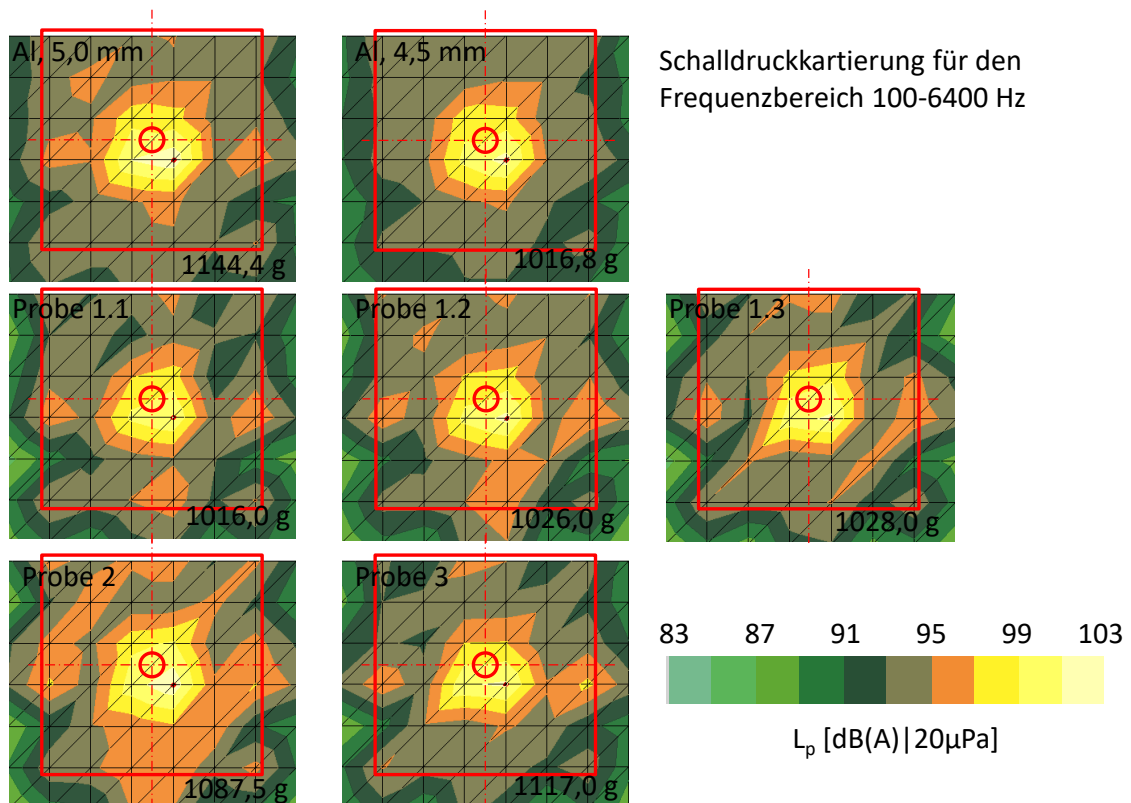 Al, 5,0 mm
Al, 4,5 mm
Schalldruckkartierung für den
Frequenzbereich 100-6400 Hz
1144,4 g
1016,8 g
Probe 1.1
Probe 1.2
Probe 1.3
1016,0 g
1026,0 g
1028,0 g
Probe 2
Probe 3
83 87 91 95 99 103
Lp [dB(A)|20µPa]
1087,5 g
1117,0 g